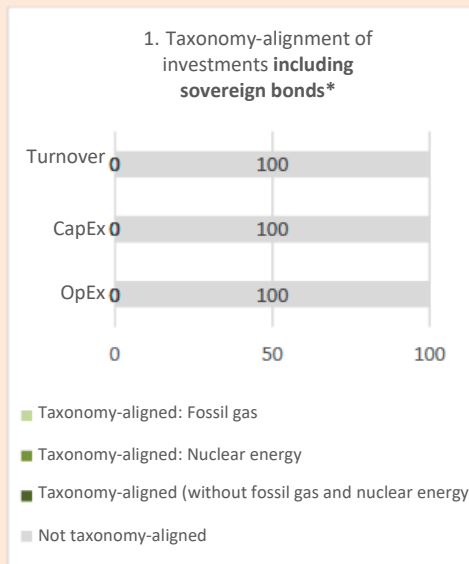 1. Taxonomy-alignment of
investments including
sovereign bonds*
Turnover 0 100
CapEx 0 100
OpEx 0 100
0 50 100
Taxonomy-aligned: Fossil gas
Taxonomy-aligned: Nuclear energy
Taxonomy-aligned (without fossil gas and nuclear energy
Not taxonomy-aligned